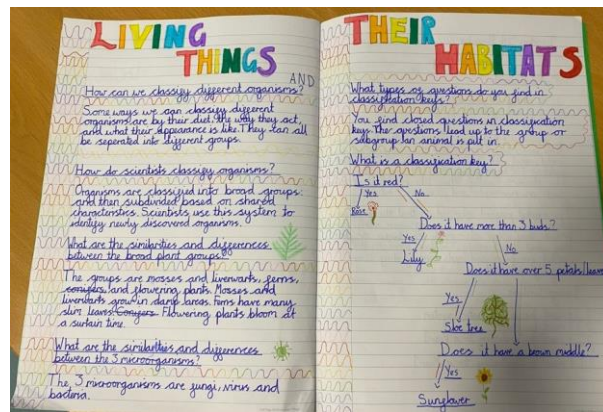 LIVING
THINGS
AND
How can we classify different organisms?
Some ways we can classify different
organisms are by their diet, the way they act,
and what their appearance is like. They can all
be seperated into different groups.
How do scientists classify organisms?
Organisms are classified into broad groups
and then subdivided based on shared
characteristics. Scientists use this system to
identify newly discovered organisms.
What are the similarities and differences
between the broad plant groups?
The groups are mosses and liverwarts, ferns,
conifers, and flowering plants. Mosses and
liverwarts grow in damp areas. Ferns have many
slim leaves. Conifers. Flowering plants bloom at
a surtain time.
What are the similarities and differences
between the 3 microorganisms?
The 3 microorganisms are fungi, virus and
bacteria.
THEIR
HABITATS
What types of questions do you find in
classification keys?
You find closed questions in classification
keys. The questions lead up to the group or
subgroup an animal is put in.
What is a classification key?
Is it red?
Yes No
Rose
Does it have more than 3 buds?
Yes No
Lily
Does it have over 5 petals/leaves
Yes
Sloe tree
Does it have a brown middle?
Yes
Sunflower